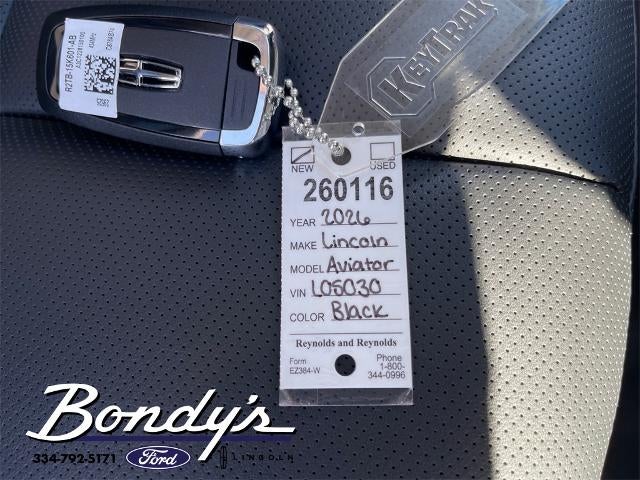 R2TB-15K601-AB
KEYTRAK
NEW USED
260116
YEAR 2026
MAKE Lincoln
MODEL Aviator
VIN L05030
COLOR Black
Reynolds and Reynolds
Form
EZ384-W
Phone
1-800-
344-0996
Bondy's
334-792-5171
Ford
LINCOLN